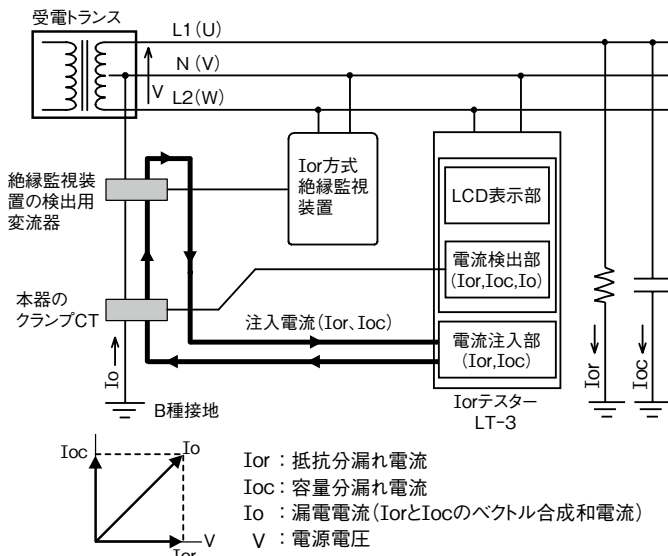 受電トランス
L1(U)
N(V)
V
L2(W)
絶縁監視装
置の検出用
変流器
Ior方式
絶縁監視
装置
LCD表示部
電流検出部
(Ior,Ioc,Io)
本器の
クランプCT
注入電流(Ior、Ioc)
電流注入部
(Ior,Ioc)
Io
B種接地
Iorテスター
LT-3
Ior
Ioc
Ioc
Io
V
Ior
Ior：抵抗分漏れ電流
Ioc：容量分漏れ電流
Io：漏電電流(IorとIocのベクトル合成和電流)
V：電源電圧